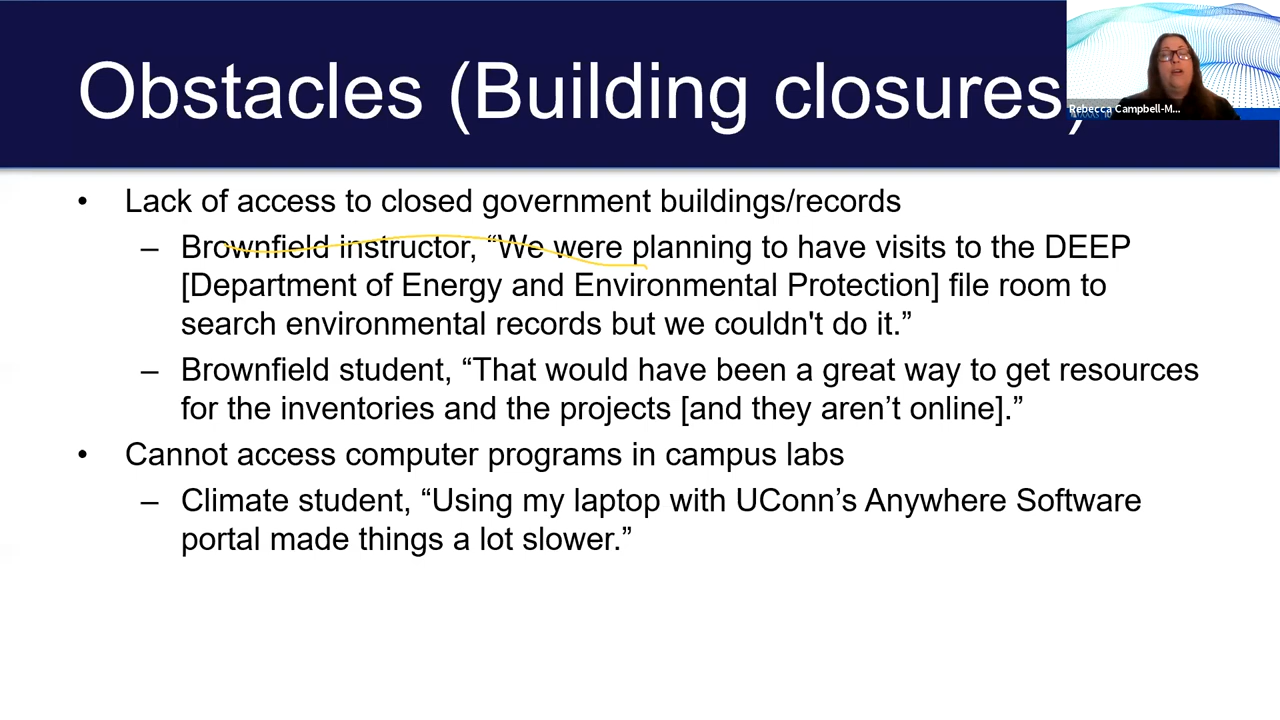 Obstacles (Building closures)
Rebecca Campbell-M...
• Lack of access to closed government buildings/records
– Brownfield instructor, “We were planning to have visits to the DEEP
[Department of Energy and Environmental Protection] file room to
search environmental records but we couldn't do it.”
– Brownfield student, “That would have been a great way to get resources
for the inventories and the projects [and they aren’t online].”
• Cannot access computer programs in campus labs
– Climate student, “Using my laptop with UConn’s Anywhere Software
portal made things a lot slower.”